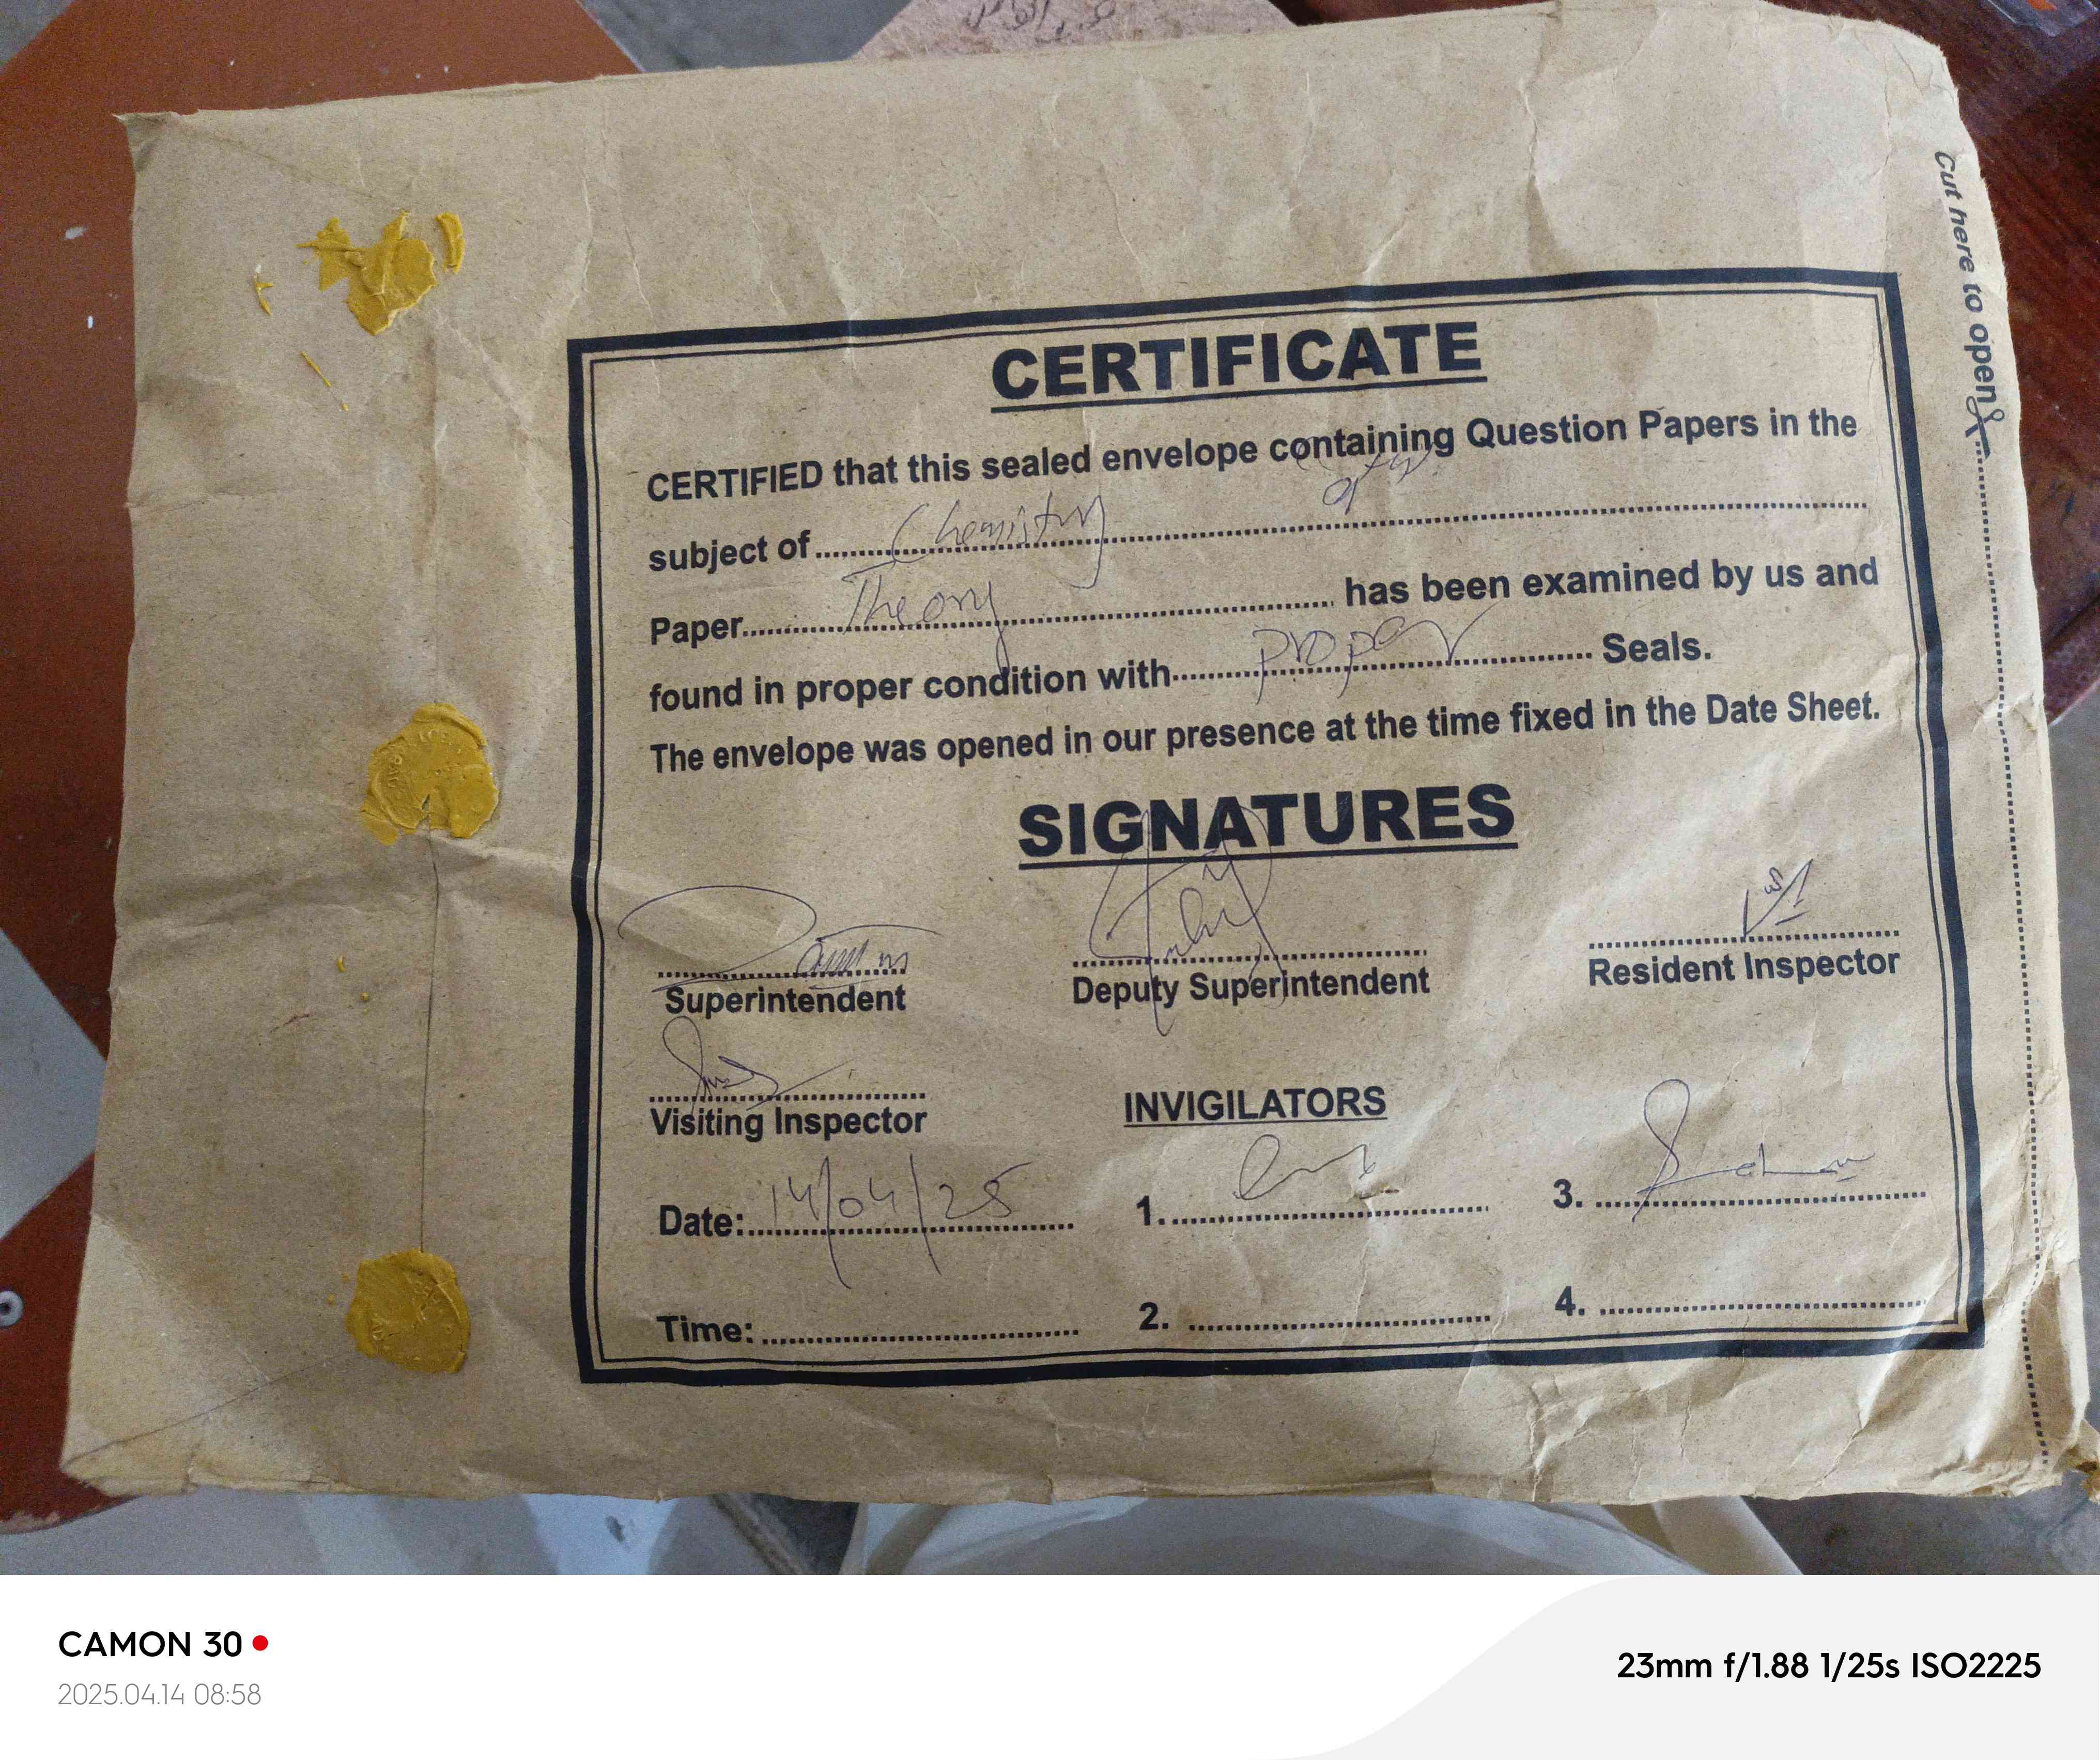 Cut here to open
CERTIFICATE
CERTIFIED that this sealed envelope containing Question Papers in the
subject of Chemistry
Paper Theory has been examined by us and
found in proper condition with proper Seals.
The envelope was opened in our presence at the time fixed in the Date Sheet.
SIGNATURES
Superintendent Deputy Superintendent Resident Inspector
Visiting Inspector INVIGILATORS
Date: 14/04/25 1. 3.
Time: 2. 4.
CAMON 30
2025.04.14 08:58
23mm f/1.88 1/25s ISO2225